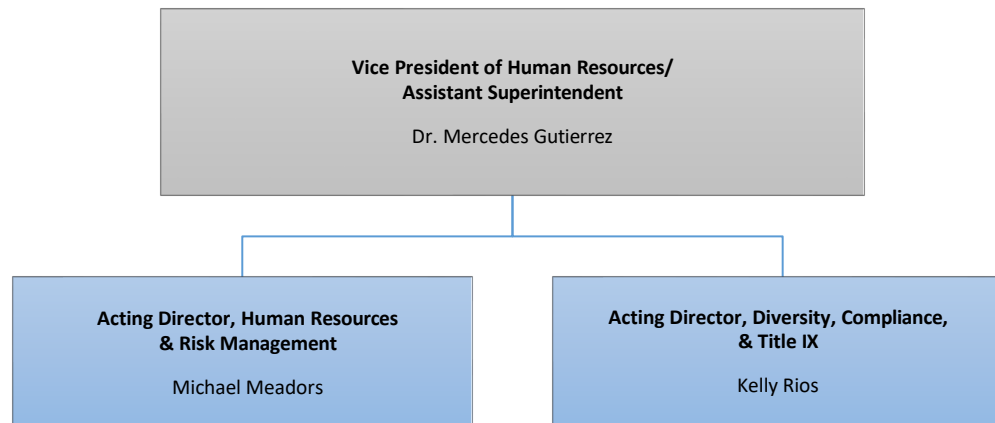 Vice President of Human Resources/
Assistant Superintendent
Dr. Mercedes Gutierrez
Acting Director, Human Resources
& Risk Management
Michael Meadors
Acting Director, Diversity, Compliance,
& Title IX
Kelly Rios